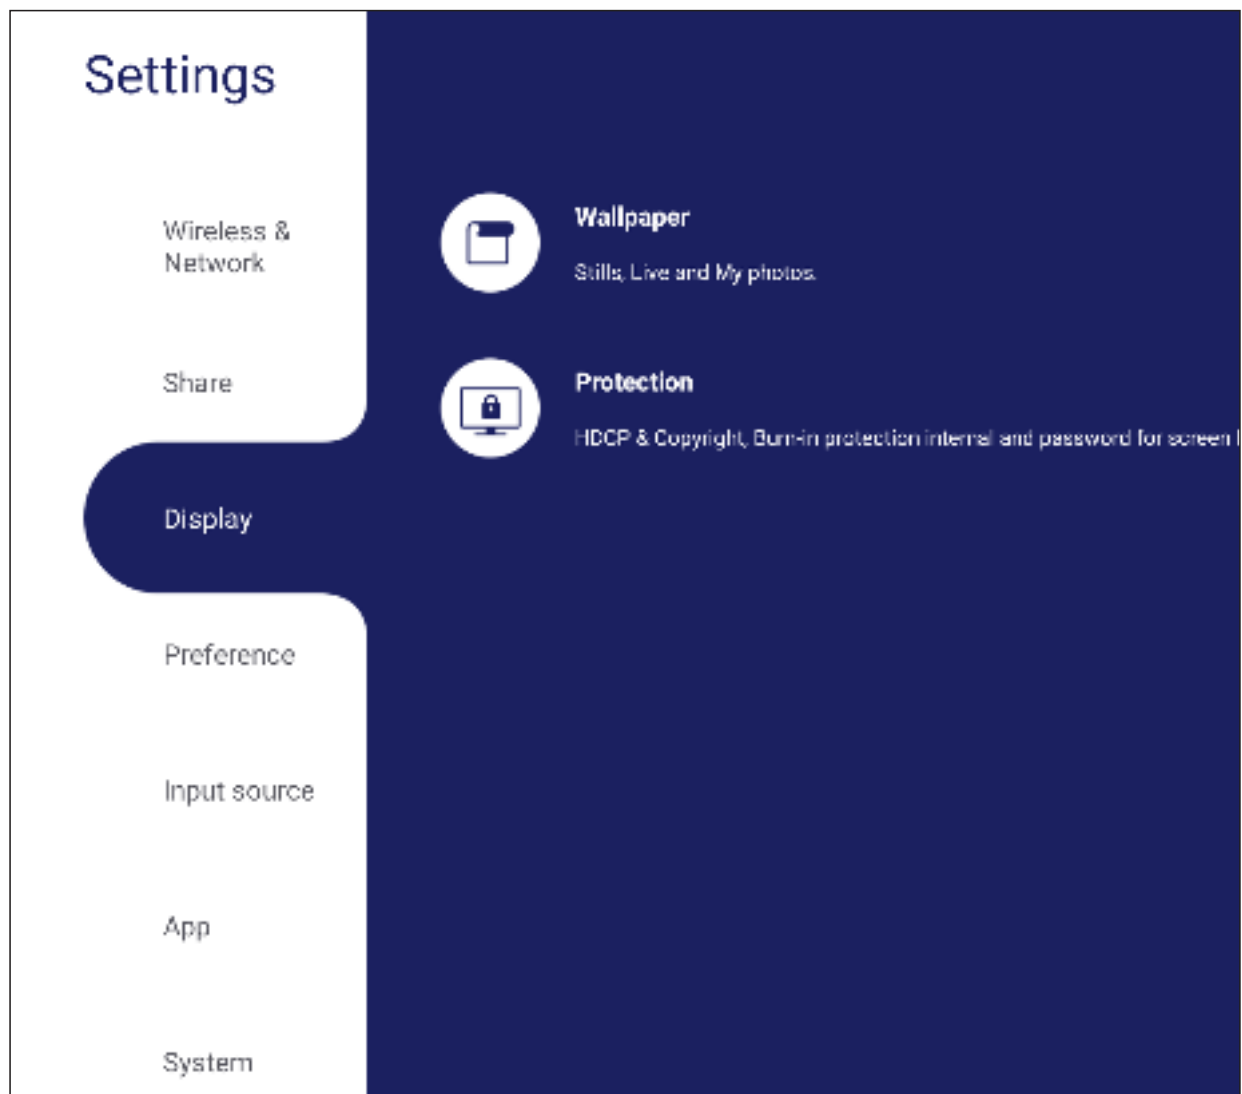 Settings
Wireless &
Network
Share
Display
Preference
Input source
App
System
Wallpaper
Stills, Live and My photos.
Protection
HDCP & Copyright, Burn-in protection internal and password for screen